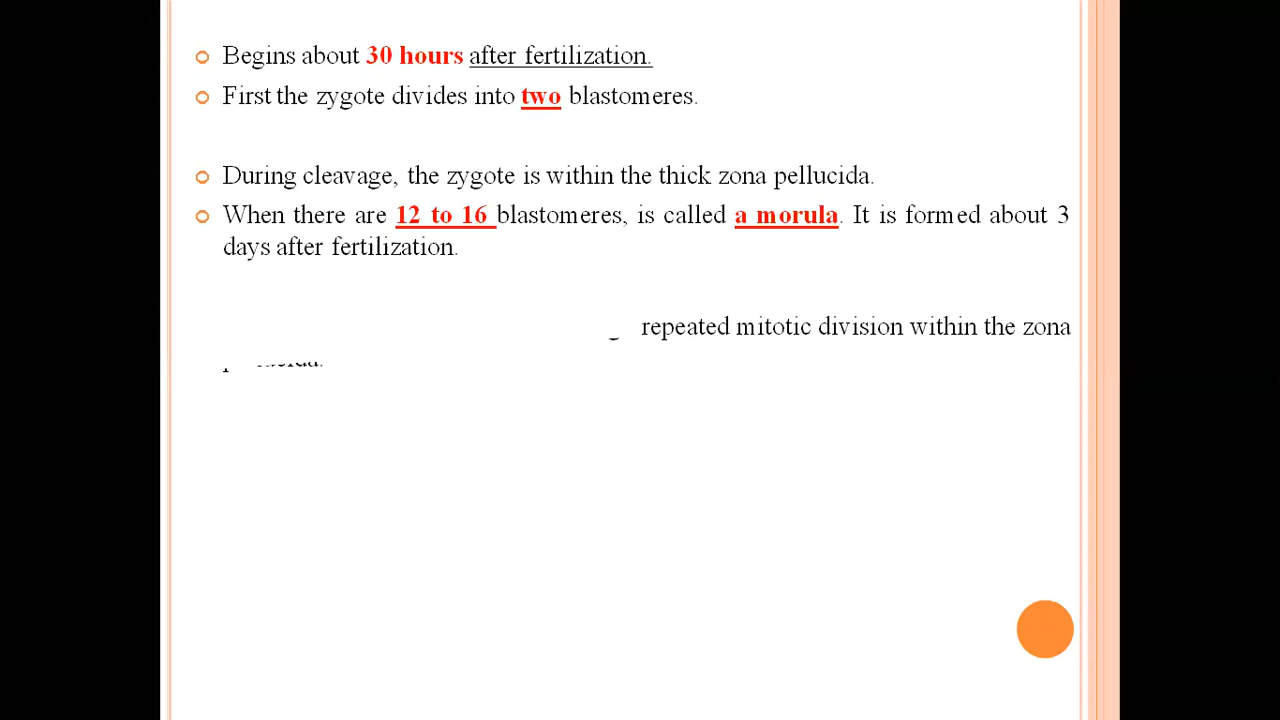 Begins about 30 hours after fertilization.
First the zygote divides into two blastomeres.
During cleavage, the zygote is within the thick zona pellucida.
When there are 12 to 16 blastomeres, is called a morula. It is formed about 3
days after fertilization.
repeated mitotic division within the zona